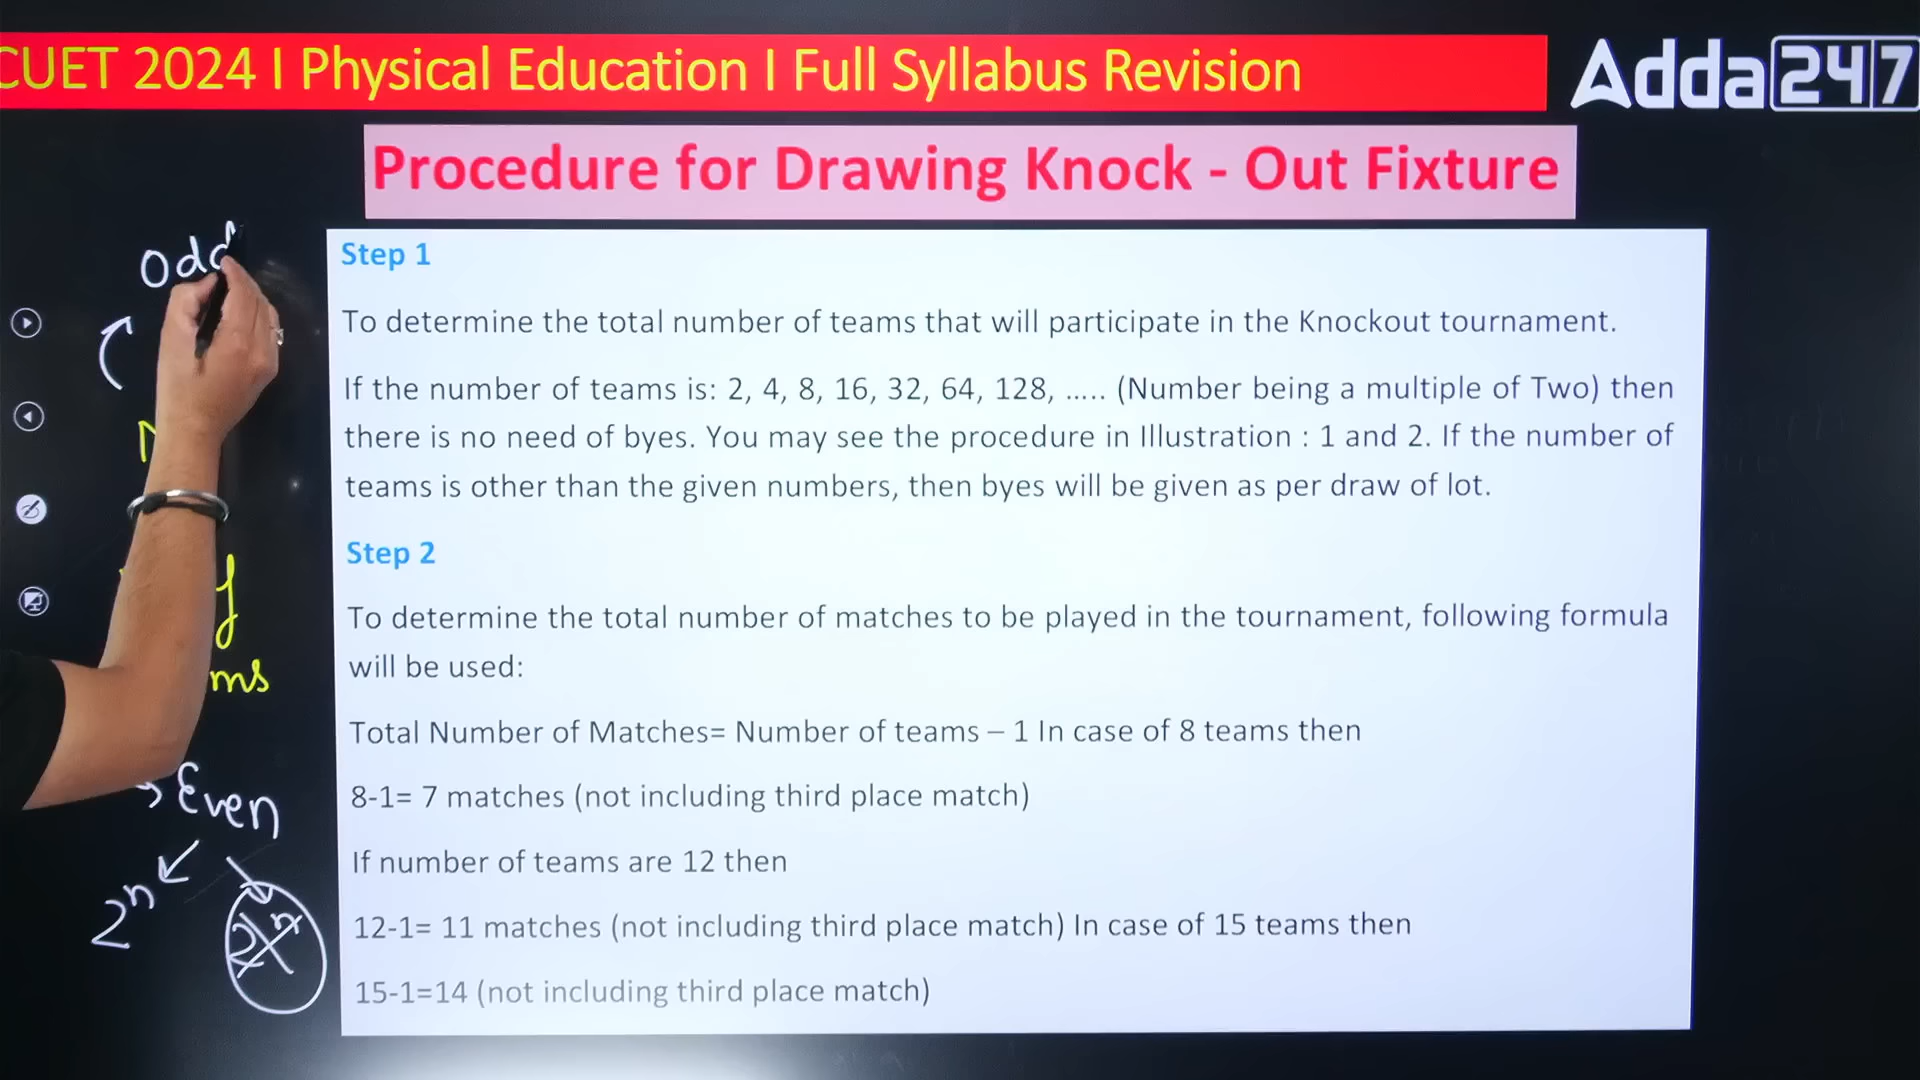 CUET 2024 I Physical Education I Full Syllabus Revision
Adda247
Procedure for Drawing Knock - Out Fixture
Odd
Step 1
To determine the total number of teams that will participate in the Knockout tournament.
If the number of teams is: 2, 4, 8, 16, 32, 64, 128, ..... (Number being a multiple of Two) then
there is no need of byes. You may see the procedure in Illustration : 1 and 2. If the number of
teams is other than the given numbers, then byes will be given as per draw of lot.
Step 2
To determine the total number of matches to be played in the tournament, following formula
will be used:
Total Number of Matches= Number of teams – 1 In case of 8 teams then
8-1= 7 matches (not including third place match)
If number of teams are 12 then
12-1= 11 matches (not including third place match) In case of 15 teams then
15-1=14 (not including third place match)
f
ms
→ Even
2ⁿ
2ⁿ